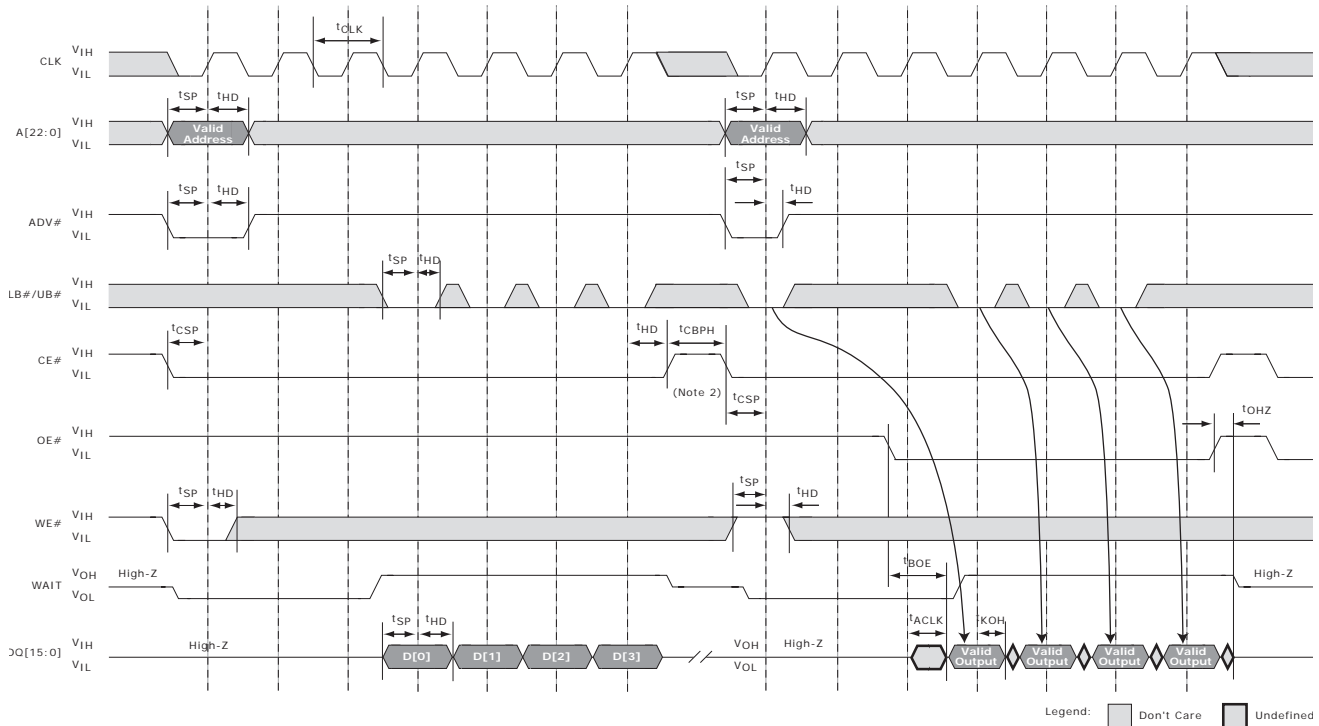 tCLK
CLK VIH
VIL
tSP tHD tSP tHD
A[22:0] VIH
VIL
Valid Address Valid Address
tSP tHD tSP tHD
ADV# VIH
VIL
tSP tHD
LB#/UB# VIH
VIL
tCSP tHD tCBPH
CE# VIH
VIL
(Note 2)
tCSP
tOHZ
OE# VIH
VIL
tSP tHD tSP tHD
WE# VIH
VIL
tBOE
WAIT VOH
VOL
High-Z High-Z
tSP tHD tACLK tKOH
DQ[15:0] VIH
VIL
High-Z D[0] D[1] D[2] D[3] VOH
VOL
High-Z Valid Output Valid Output Valid Output Valid Output
Legend: Don't Care Undefined